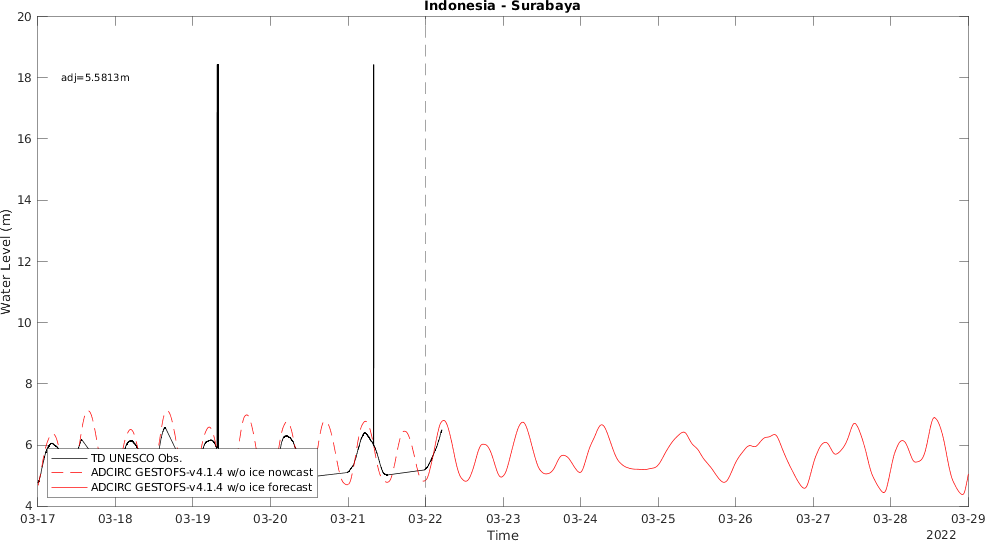 Indonesia - Surabaya
20
18
16
14
12
10
8
6
4
Water Level (m)
adj=5.5813m
TD UNESCO Obs.
ADCIRC GESTOFS-v4.1.4 w/o ice nowcast
ADCIRC GESTOFS-v4.1.4 w/o ice forecast
03-17 03-18 03-19 03-20 03-21 03-22 03-23 03-24 03-25 03-26 03-27 03-28 03-29
Time
2022